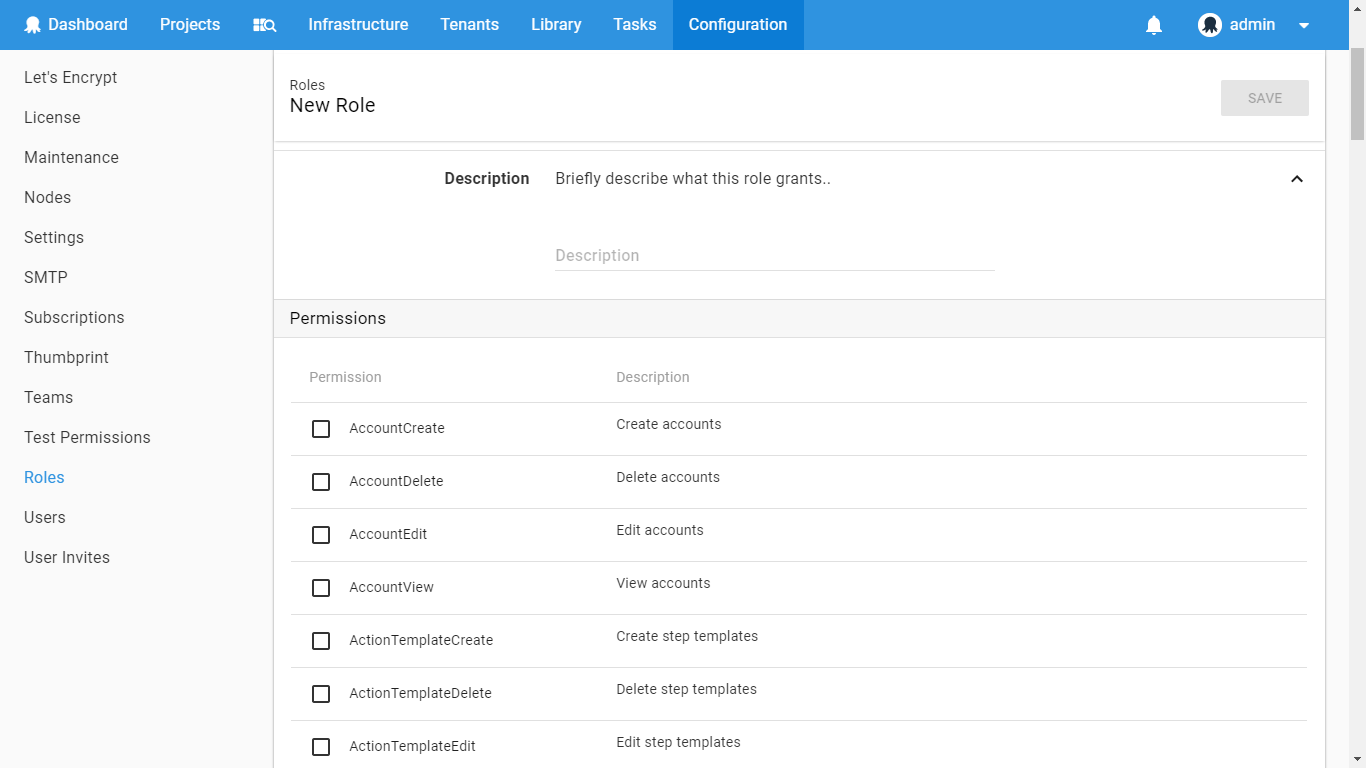 Dashboard Projects Infrastructure Tenants Library Tasks Configuration admin
Let's Encrypt
License
Maintenance
Nodes
Settings
SMTP
Subscriptions
Thumbprint
Teams
Test Permissions
Roles
Users
User Invites
Roles
New Role
SAVE
Description Briefly describe what this role grants..
Description
Permissions
Permission Description
AccountCreate Create accounts
AccountDelete Delete accounts
AccountEdit Edit accounts
AccountView View accounts
ActionTemplateCreate Create step templates
ActionTemplateDelete Delete step templates
ActionTemplateEdit Edit step templates